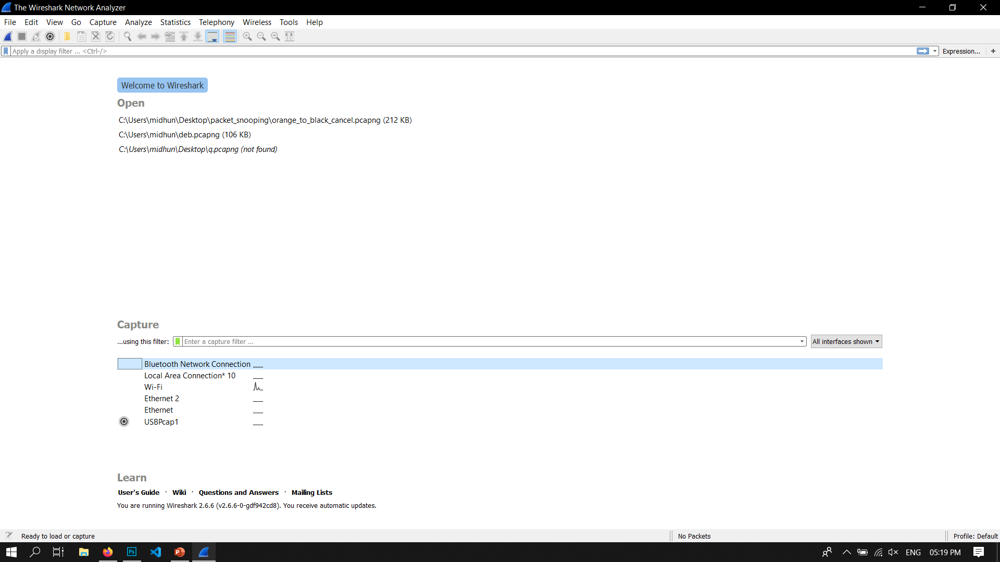 The Wireshark Network Analyzer
File Edit View Go Capture Analyze Statistics Telephony Wireless Tools Help
Apply a display filter ... <Ctrl-/> Expression... +
Welcome to Wireshark
Open
C:\Users\midhun\Desktop\packet_snooping\orange_to_black_cancel.pcapng (212 KB)
C:\Users\midhun\deb.pcapng (106 KB)
C:\Users\midhun\Desktop\q.pcapng (not found)
Capture
...using this filter: Enter a capture filter ... All interfaces shown
Bluetooth Network Connection
Local Area Connection* 10
Wi-Fi
Ethernet 2
Ethernet
USBPcap1
Learn
User's Guide · Wiki · Questions and Answers · Mailing Lists
You are running Wireshark 2.6.6 (v2.6.6-0-gdf942cd8). You receive automatic updates.
Ready to load or capture No Packets Profile: Default
Ps P ENG 05:19 PM